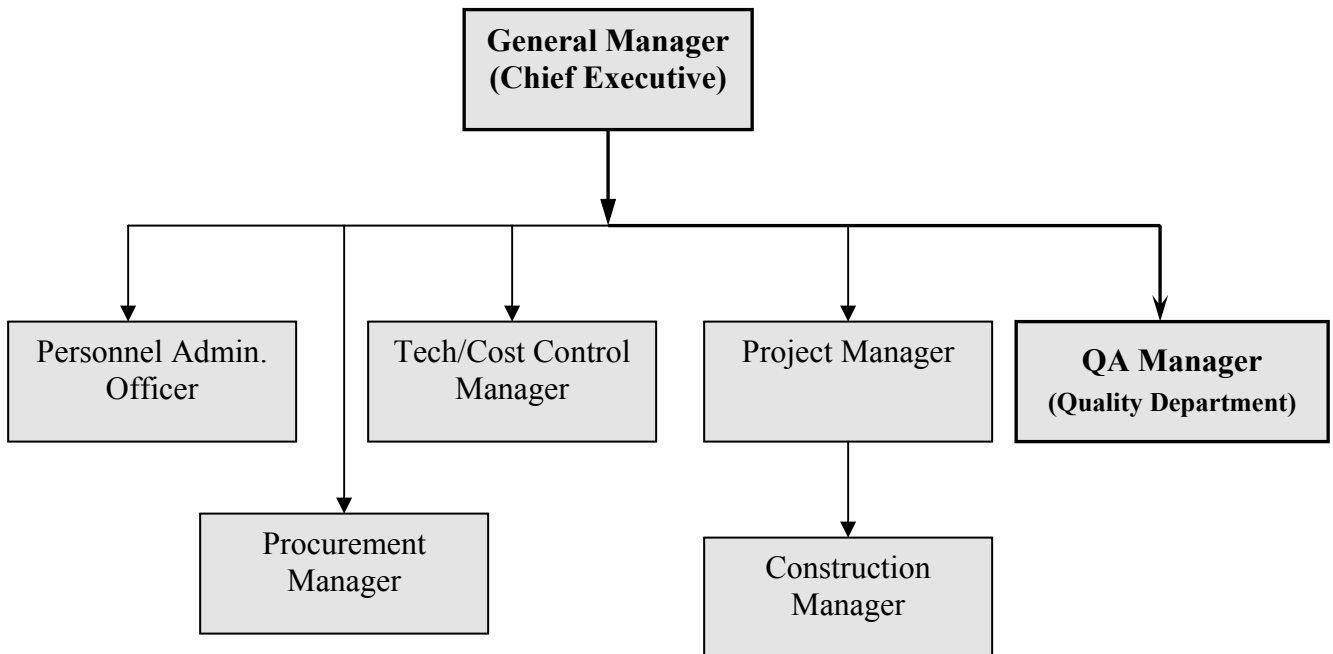 General Manager
(Chief Executive)
Personnel Admin.
Officer
Tech/Cost Control
Manager
Project Manager
QA Manager
(Quality Department)
Procurement
Manager
Construction
Manager